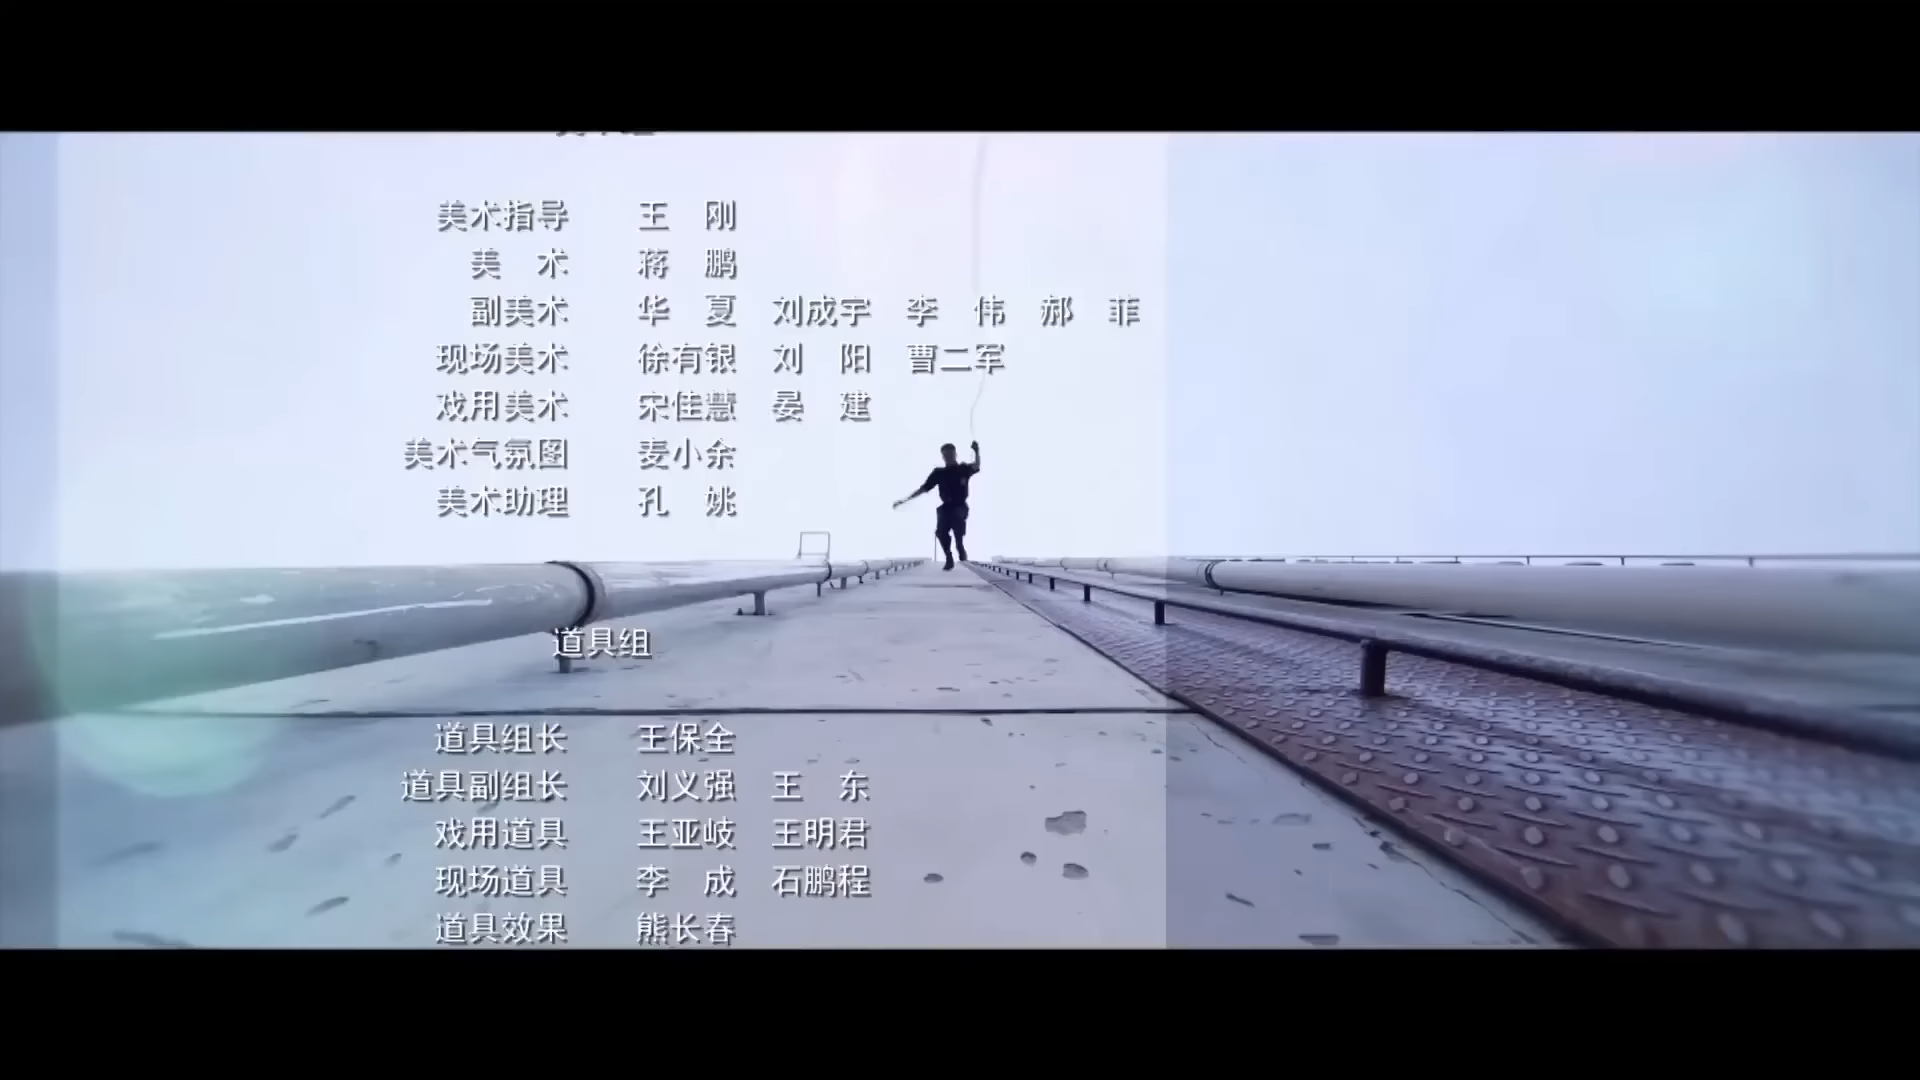 美术指导 王 刚
美 术 蒋 鹏
副美术 华 夏 刘成宇 李 伟 郝 菲
现场美术 徐有银 刘 阳 曹二军
戏用美术 宋佳慧 晏 建
美术气氛图 麦小余
美术助理 孔 姚
道具组
道具组长 王保全
道具副组长 刘义强 王 东
戏用道具 王亚岐 王明君
现场道具 李 成 石鹏程
道具效果 熊长春